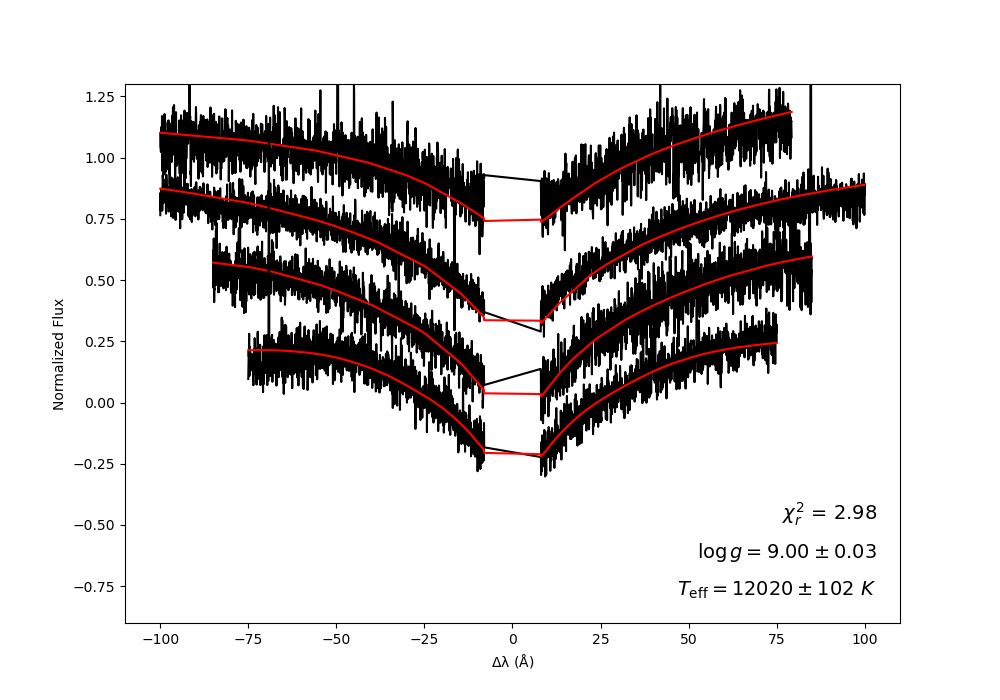 1.25
1.00
0.75
0.50
0.25
0.00
−0.25
−0.50
−0.75
Normalized Flux
χ²ᵣ = 2.98
log g = 9.00 ± 0.03
T_eff = 12020 ± 102 K
−100 −75 −50 −25 0 25 50 75 100
Δλ (Å)